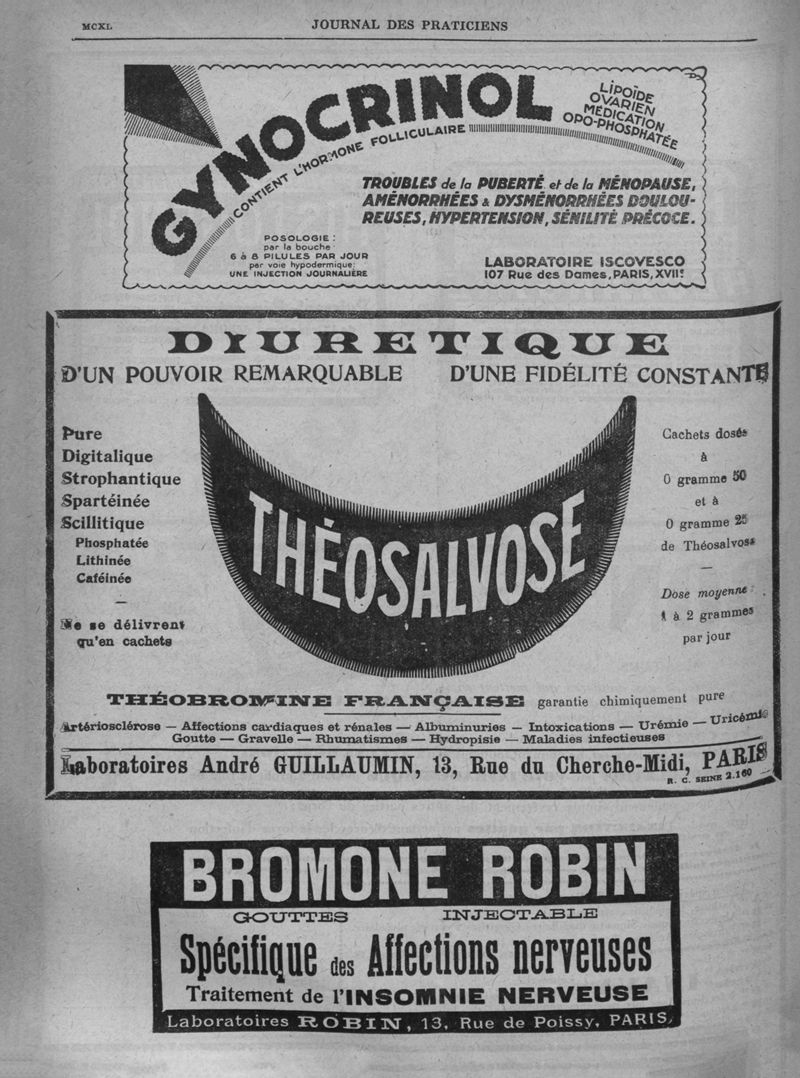 MCXL
JOURNAL DES PRATICIENS
GYNOCRINOL
CONTIENT L'HORMONE FOLLICULAIRE
LIPOÏDE
OVARIEN
MÉDICATION
OPO-PHOSPHATÉE
TROUBLES de la PUBERTÉ et de la MÉNOPAUSE,
AMÉNORRHÉES & DYSMÉNORRHÉES DOULOU-
REUSES, HYPERTENSION, SÉNILITÉ PRÉCOCE.
POSOLOGIE :
par la bouche
6 à 8 PILULES PAR JOUR
par voie hypodermique:
UNE INJECTION JOURNALIÈRE
LABORATOIRE ISCOVESCO
107 Rue des Dames, PARIS, XVIIe
DIURETIQUE
D'UN POUVOIR REMARQUABLE D'UNE FIDÉLITÉ CONSTANTE
Pure
Digitalique
Strophantique
Spartéinée
Scillitique
Phosphatée
Lithinée
Caféinée
—
Ne se délivrent
qu'en cachets
THÉOSALVOSE
Cachets dosés
à
0 gramme 50
et à
0 gramme 25
de Théosalvose
—
Dose moyenne :
1 à 2 grammes
par jour
THÉOBROMINE FRANÇAISE garantie chimiquement pure
Artériosclérose — Affections cardiaques et rénales — Albuminuries — Intoxications — Urémie — Uricémie
Goutte — Gravelle — Rhumatismes — Hydropisie — Maladies infectieuses
Laboratoires André GUILLAUMIN, 13, Rue du Cherche-Midi, PARIS
R. C. SEINE 2.160
BROMONE ROBIN
GOUTTES INJECTABLE
Spécifique des Affections nerveuses
Traitement de l'INSOMNIE NERVEUSE
Laboratoires ROBIN, 13, Rue de Poissy, PARIS